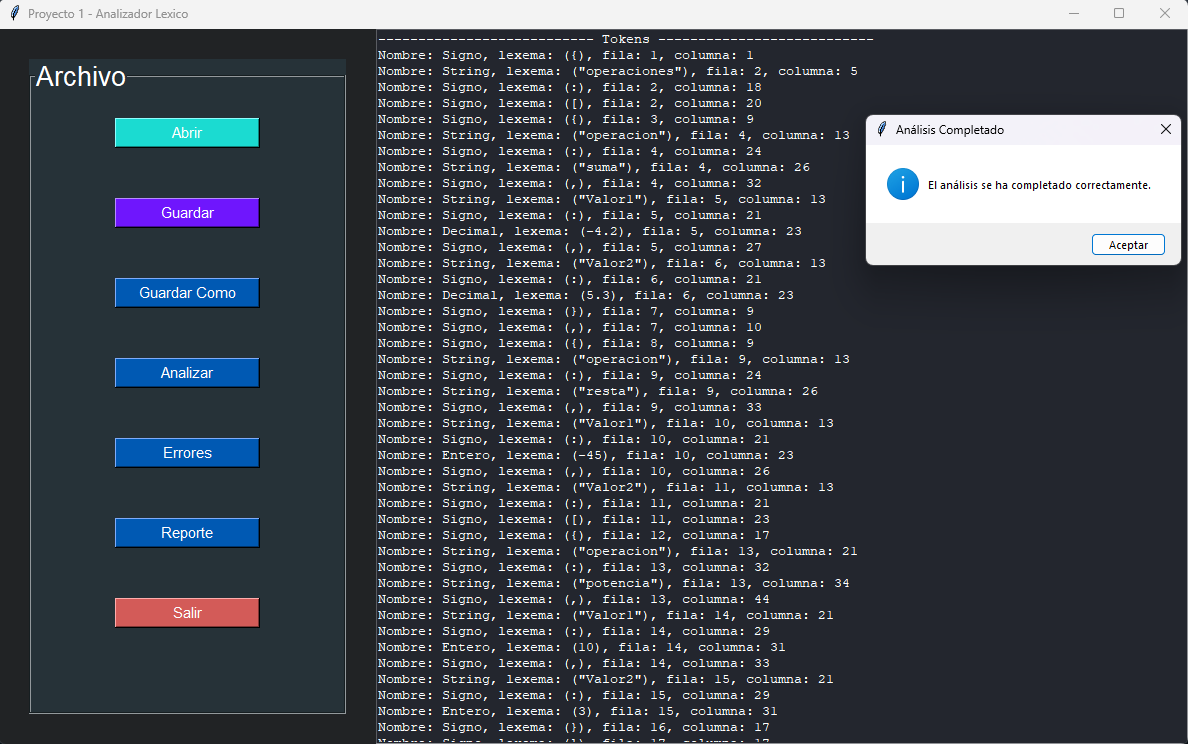 Proyecto 1 - Analizador Lexico
Archivo
Abrir
Guardar
Guardar Como
Analizar
Errores
Reporte
Salir
--------------------------- Tokens ---------------------------
Nombre: Signo, lexema: ({), fila: 1, columna: 1
Nombre: String, lexema: ("operaciones"), fila: 2, columna: 5
Nombre: Signo, lexema: (:), fila: 2, columna: 18
Nombre: Signo, lexema: ([), fila: 2, columna: 20
Nombre: Signo, lexema: ({), fila: 3, columna: 9
Nombre: String, lexema: ("operacion"), fila: 4, columna: 13
Nombre: Signo, lexema: (:), fila: 4, columna: 24
Nombre: String, lexema: ("suma"), fila: 4, columna: 26
Nombre: Signo, lexema: (,), fila: 4, columna: 32
Nombre: String, lexema: ("Valor1"), fila: 5, columna: 13
Nombre: Signo, lexema: (:), fila: 5, columna: 21
Nombre: Decimal, lexema: (-4.2), fila: 5, columna: 23
Nombre: Signo, lexema: (,), fila: 5, columna: 27
Nombre: String, lexema: ("Valor2"), fila: 6, columna: 13
Nombre: Signo, lexema: (:), fila: 6, columna: 21
Nombre: Decimal, lexema: (5.3), fila: 6, columna: 23
Nombre: Signo, lexema: (}), fila: 7, columna: 9
Nombre: Signo, lexema: (,), fila: 7, columna: 10
Nombre: Signo, lexema: ({), fila: 8, columna: 9
Nombre: String, lexema: ("operacion"), fila: 9, columna: 13
Nombre: Signo, lexema: (:), fila: 9, columna: 24
Nombre: String, lexema: ("resta"), fila: 9, columna: 26
Nombre: Signo, lexema: (,), fila: 9, columna: 33
Nombre: String, lexema: ("Valor1"), fila: 10, columna: 13
Nombre: Signo, lexema: (:), fila: 10, columna: 21
Nombre: Entero, lexema: (-45), fila: 10, columna: 23
Nombre: Signo, lexema: (,), fila: 10, columna: 26
Nombre: String, lexema: ("Valor2"), fila: 11, columna: 13
Nombre: Signo, lexema: (:), fila: 11, columna: 21
Nombre: Signo, lexema: ([), fila: 11, columna: 23
Nombre: Signo, lexema: ({), fila: 12, columna: 17
Nombre: String, lexema: ("operacion"), fila: 13, columna: 21
Nombre: Signo, lexema: (:), fila: 13, columna: 32
Nombre: String, lexema: ("potencia"), fila: 13, columna: 34
Nombre: Signo, lexema: (,), fila: 13, columna: 44
Nombre: String, lexema: ("Valor1"), fila: 14, columna: 21
Nombre: Signo, lexema: (:), fila: 14, columna: 29
Nombre: Entero, lexema: (10), fila: 14, columna: 31
Nombre: Signo, lexema: (,), fila: 14, columna: 33
Nombre: String, lexema: ("Valor2"), fila: 15, columna: 21
Nombre: Signo, lexema: (:), fila: 15, columna: 29
Nombre: Entero, lexema: (3), fila: 15, columna: 31
Nombre: Signo, lexema: (}), fila: 16, columna: 17
Análisis Completado
El análisis se ha completado correctamente.
Aceptar